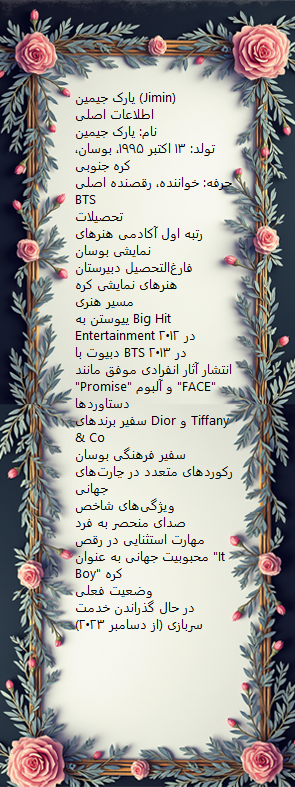 پارک جیمین (Jimin)
اطلاعات اصلی
نام: پارک جیمین
تولد: ۱۳ اکتبر ۱۹۹۵، بوسان،
کره جنوبی
حرفه: خواننده، رقصنده اصلی
BTS
تحصیلات
رتبه اول آکادمی هنرهای
نمایشی بوسان
فارغ‌التحصیل دبیرستان
هنرهای نمایشی کره
مسیر هنری
پیوستن به Big Hit
Entertainment در ۲۰۱۲
دبیوت با BTS در ۲۰۱۳
انتشار آثار انفرادی موفق مانند
"Promise" و آلبوم "FACE"
دستاوردها
سفیر برندهای Dior و Tiffany
& Co
سفیر فرهنگی بوسان
رکوردهای متعدد در چارت‌های
جهانی
ویژگی‌های شاخص
صدای منحصر به فرد
مهارت استثنایی در رقص
محبوبیت جهانی به عنوان "It
Boy" کره
وضعیت فعلی
در حال گذراندن خدمت
سربازی (از دسامبر ۲۰۲۳)